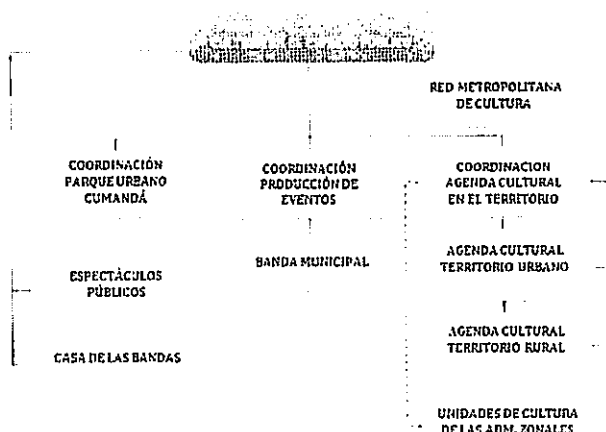 RED METROPOLITANA
DE CULTURA
COORDINACIÓN
PARQUE URBANO
CUMANDÁ
COORDINACIÓN
PRODUCCIÓN DE
EVENTOS
COORDINACION
AGENDA CULTURAL
EN EL TERRITORIO
ESPECTÁCULOS
PÚBLICOS
BANDA MUNICIPAL
AGENDA CULTURAL
TERRITORIO URBANO
CASA DE LAS BANDAS
AGENDA CULTURAL
TERRITORIO RURAL
UNIDADES DE CULTURA
DE LAS ADM. ZONALES